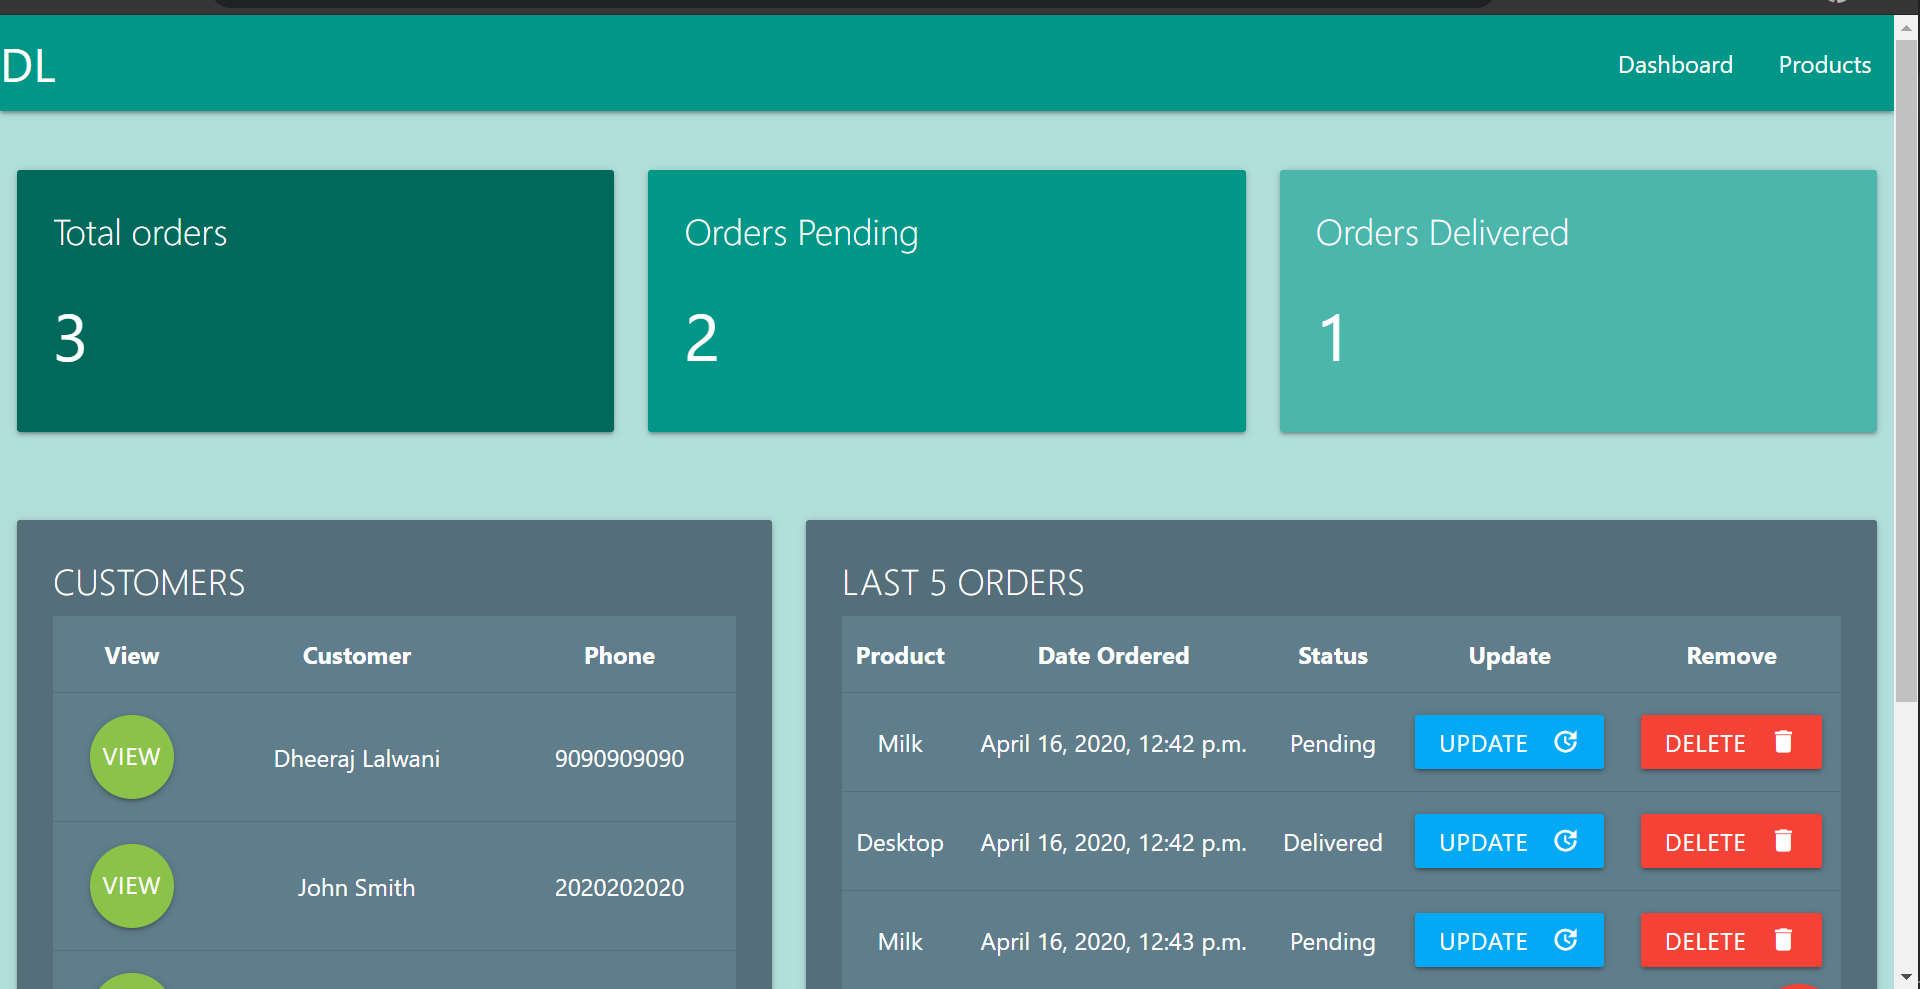 DL
Dashboard Products
Total orders
3
Orders Pending
2
Orders Delivered
1
CUSTOMERS
View Customer Phone
VIEW Dheeraj Lalwani 9090909090
VIEW John Smith 2020202020
LAST 5 ORDERS
Product Date Ordered Status Update Remove
Milk April 16, 2020, 12:42 p.m. Pending UPDATE DELETE
Desktop April 16, 2020, 12:42 p.m. Delivered UPDATE DELETE
Milk April 16, 2020, 12:43 p.m. Pending UPDATE DELETE